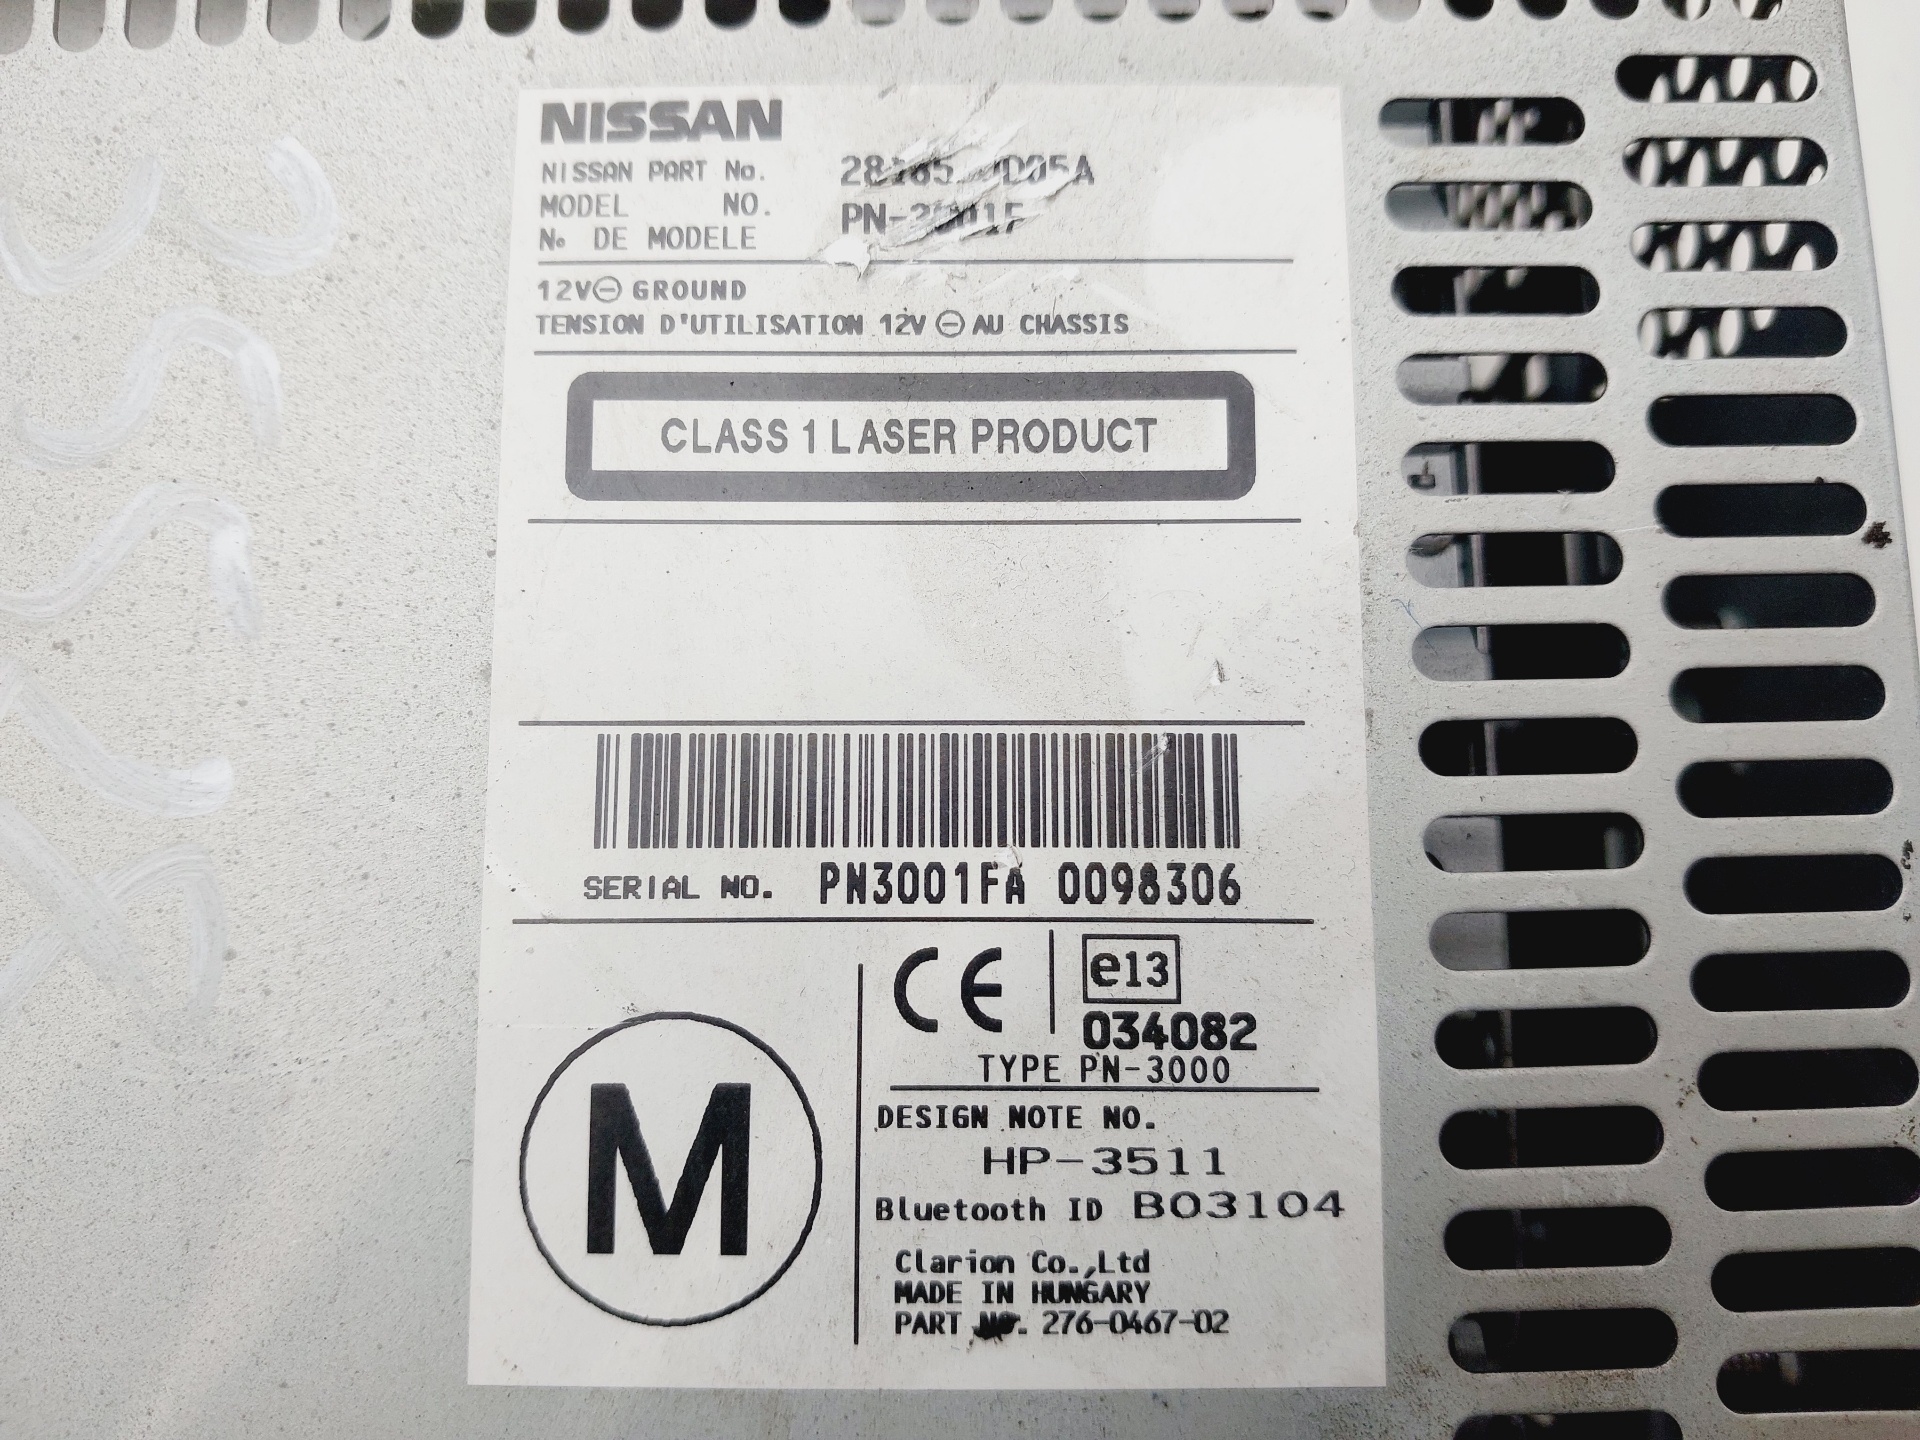 NISSAN
NISSAN PART No.
MODEL NO.
No DE MODELE
12V⊖ GROUND
TENSION D'UTILISATION 12V ⊖ AU CHASSIS
CLASS 1 LASER PRODUCT
SERIAL NO. PN3001FA 0098306
CE
e13
034082
TYPE PN-3000
M
DESIGN NOTE NO.
HP-3511
Bluetooth ID B03104
Clarion Co.,Ltd
MADE IN HUNGARY
PART NO. 276-0467-02